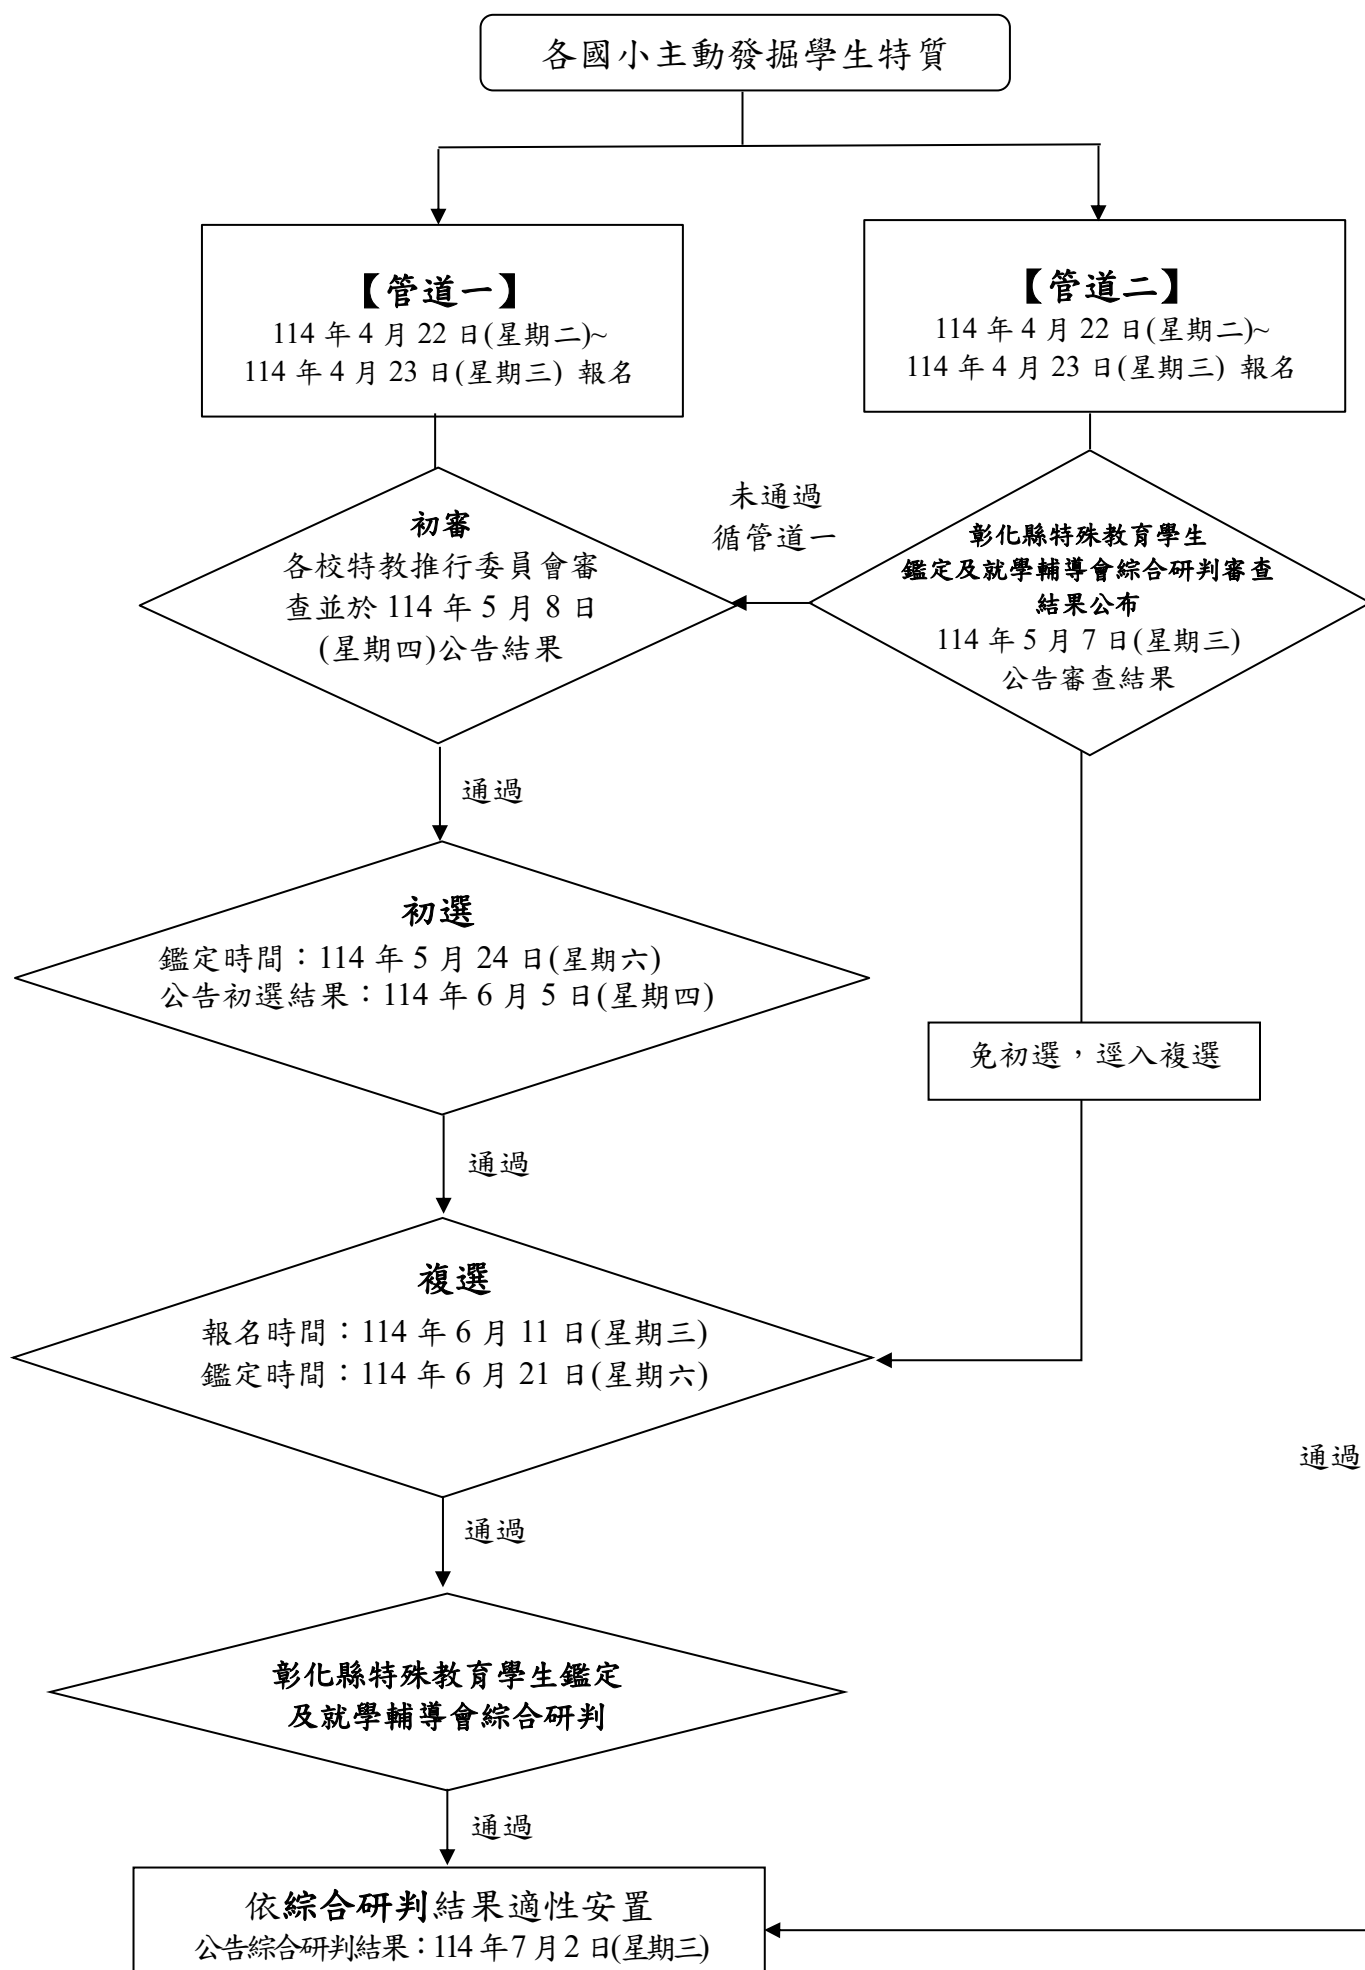 各國小主動發掘學生特質
【管道一】
114 年 4 月 22 日(星期二)~
114 年 4 月 23 日(星期三) 報名
【管道二】
114 年 4 月 22 日(星期二)~
114 年 4 月 23 日(星期三) 報名
初審
各校特教推行委員會審
查並於 114 年 5 月 8 日
(星期四)公告結果
未通過
循管道一
彰化縣特殊教育學生
鑑定及就學輔導會綜合研判審查
結果公布
114 年 5 月 7 日(星期三)
公告審查結果
通過
初選
鑑定時間：114 年 5 月 24 日(星期六)
公告初選結果：114 年 6 月 5 日(星期四)
免初選，逕入複選
通過
複選
報名時間：114 年 6 月 11 日(星期三)
鑑定時間：114 年 6 月 21 日(星期六)
通過
通過
彰化縣特殊教育學生鑑定
及就學輔導會綜合研判
通過
依綜合研判結果適性安置
公告綜合研判結果：114 年 7 月 2 日(星期三)